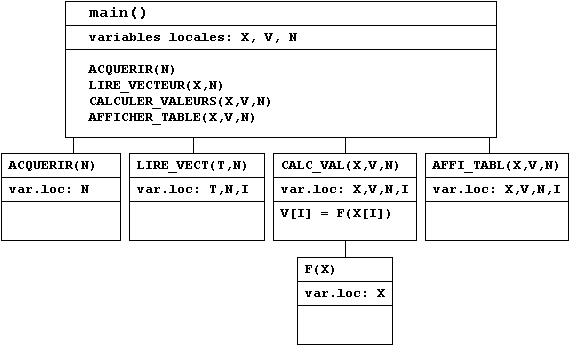 main()
variables locales: X, V, N
ACQUERIR(N)
LIRE_VECTEUR(X,N)
CALCULER_VALEURS(X,V,N)
AFFICHER_TABLE(X,V,N)
ACQUERIR(N)
var.loc: N
LIRE_VECT(T,N)
var.loc: T,N,I
CALC_VAL(X,V,N)
var.loc: X,V,N,I
V[I] = F(X[I])
AFFI_TABL(X,V,N)
var.loc: X,V,N,I
F(X)
var.loc: X